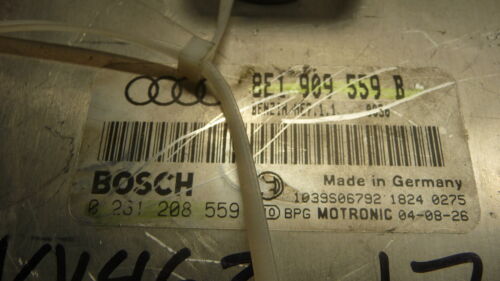 8E1 909 559 B
BOSCH
Made in Germany
1039S06792 1824 0275
0 261 208 559
BPG MOTRONIC 04-08-26
17